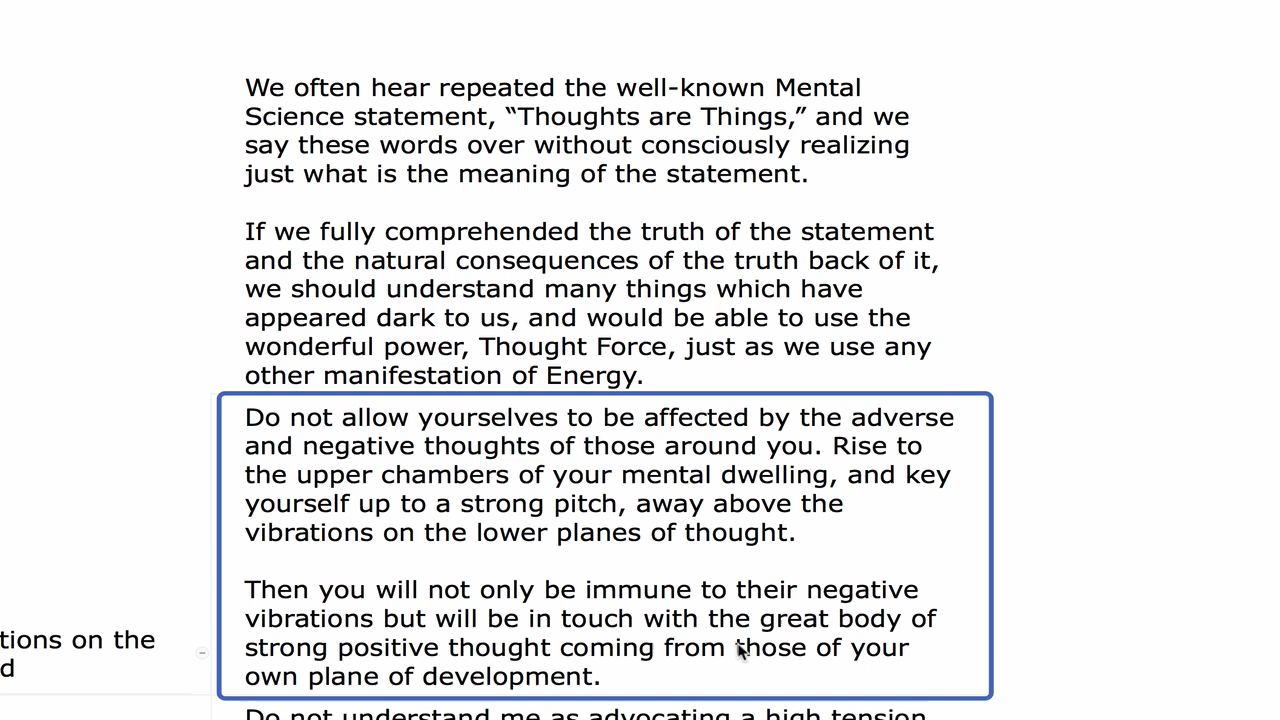 We often hear repeated the well-known Mental
Science statement, “Thoughts are Things,” and we
say these words over without consciously realizing
just what is the meaning of the statement.
If we fully comprehended the truth of the statement
and the natural consequences of the truth back of it,
we should understand many things which have
appeared dark to us, and would be able to use the
wonderful power, Thought Force, just as we use any
other manifestation of Energy.
Do not allow yourselves to be affected by the adverse
and negative thoughts of those around you. Rise to
the upper chambers of your mental dwelling, and key
yourself up to a strong pitch, away above the
vibrations on the lower planes of thought.
Then you will not only be immune to their negative
vibrations but will be in touch with the great body of
strong positive thought coming from those of your
own plane of development.
Do not understand me as advocating a high tension
tions on the
d